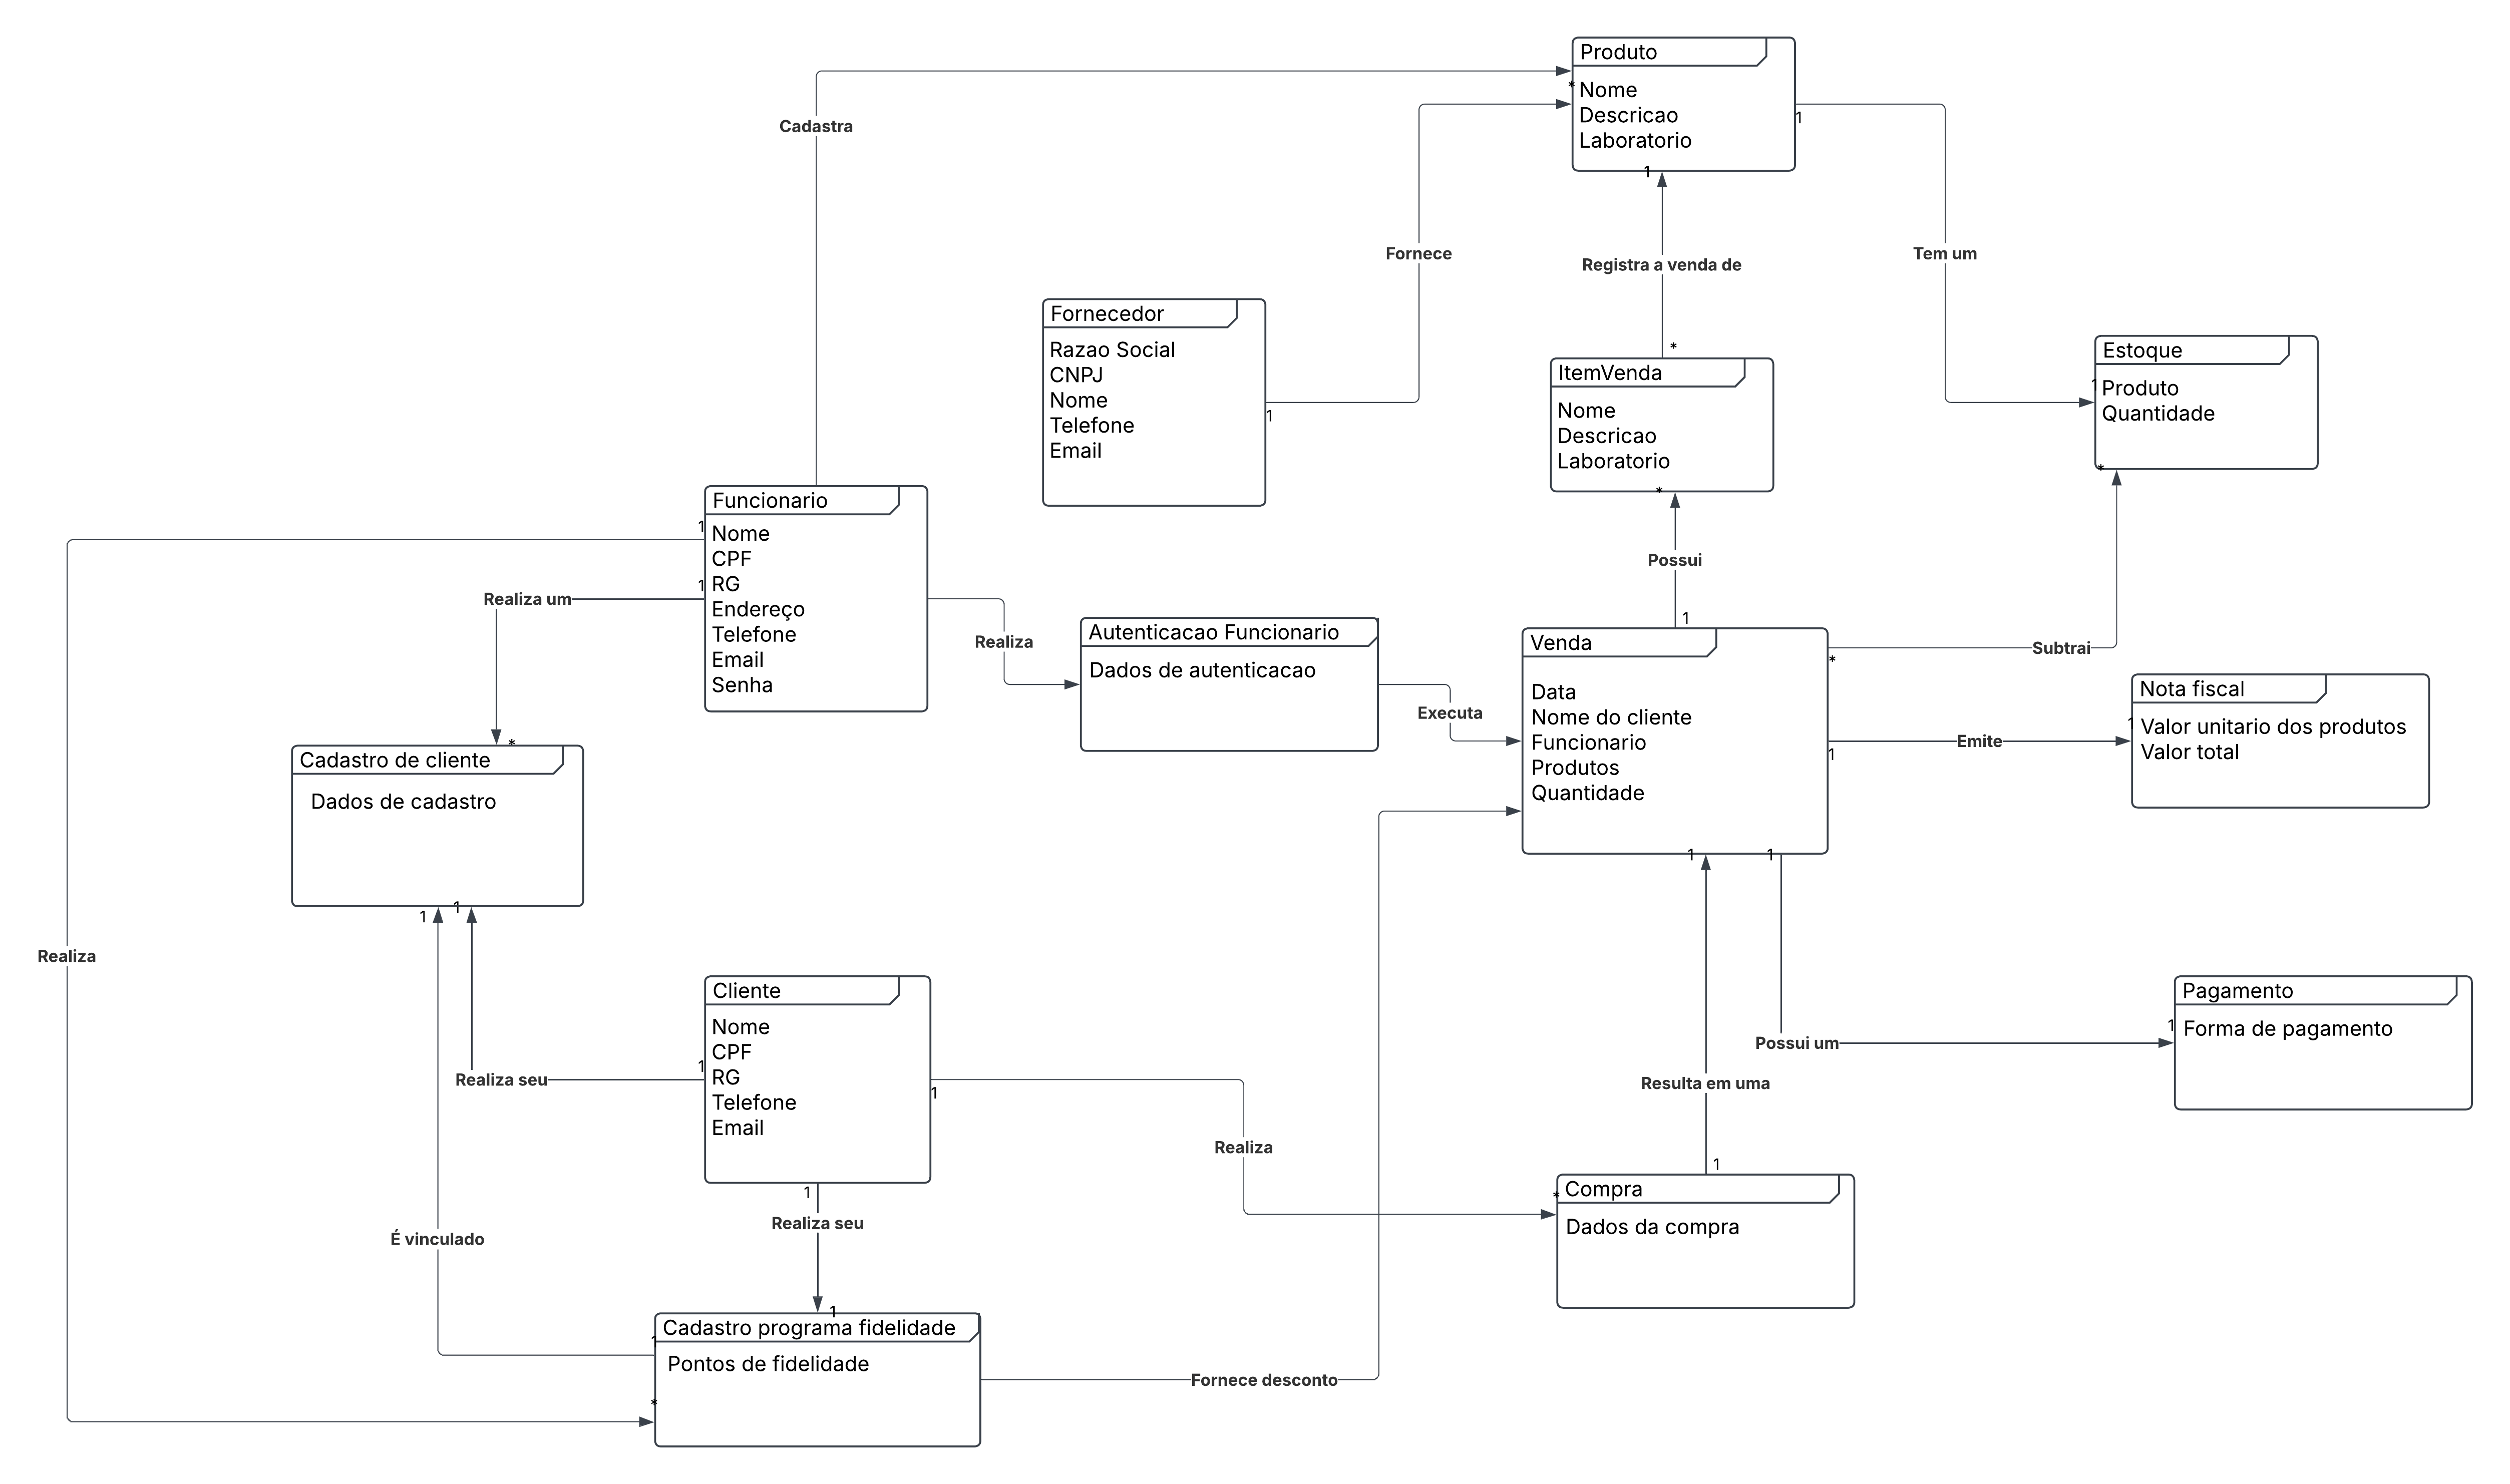 Produto
Nome
Descricao
Laboratorio
*
1
1
Cadastra
Fornece
Registra a venda de
Tem um
Fornecedor
Razao Social
CNPJ
Nome
Telefone
Email
1
*
ItemVenda
Nome
Descricao
Laboratorio
*
Estoque
1
Produto
Quantidade
*
Funcionario
1
Nome
CPF
RG
1
Endereço
Telefone
Email
Senha
Realiza um
Realiza
Autenticacao Funcionario
Dados de autenticacao
Executa
Possui
1
Venda
*
Data
Nome do cliente
Funcionario
Produtos
Quantidade
1
1
1
Subtrai
Emite
Nota fiscal
1
Valor unitario dos produtos
Valor total
*
Cadastro de cliente
Dados de cadastro
1
1
Realiza
Cliente
Nome
CPF
1
RG
Telefone
Email
1
1
Realiza seu
Realiza
Possui um
Pagamento
1
Forma de pagamento
Resulta em uma
1
Compra
*
Dados da compra
Realiza seu
É vinculado
1
Cadastro programa fidelidade
1
Pontos de fidelidade
*
Fornece desconto